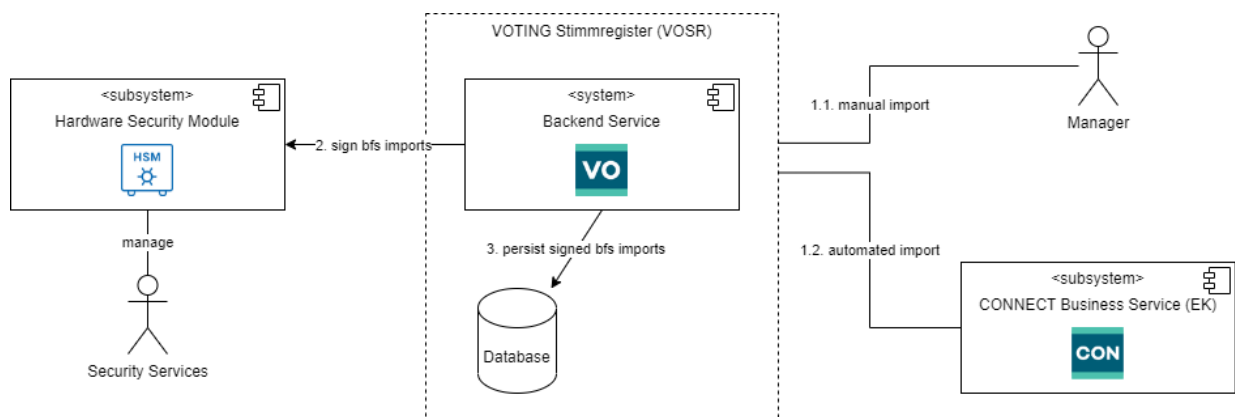 VOTING Stimmregister (VOSR)
<subsystem>
Hardware Security Module
HSM
<system>
Backend Service
VO
1.1. manual import
Manager
2. sign bfs imports
manage
3. persist signed bfs imports
1.2. automated import
<subsystem>
CONNECT Business Service (EK)
CON
Database
Security Services